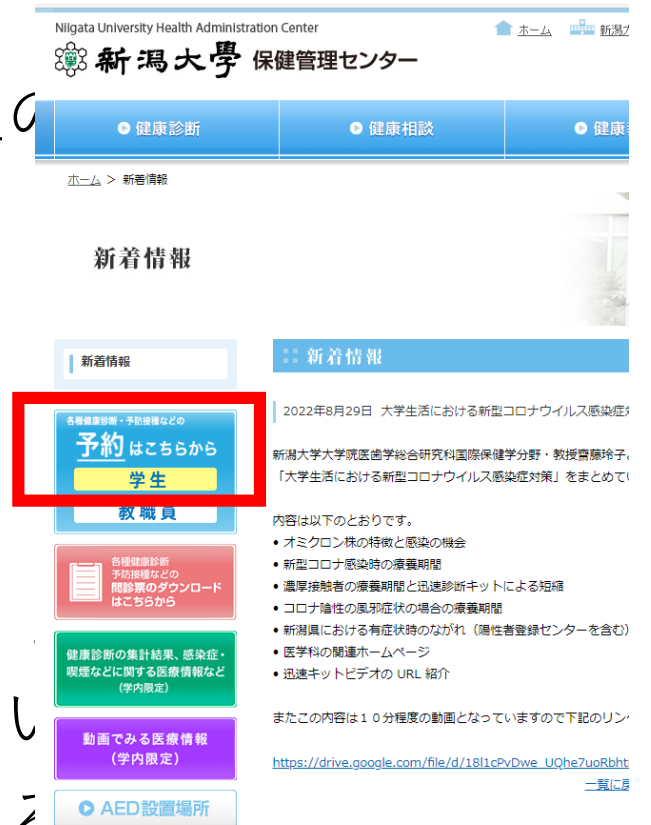 Niigata University Health Administration Center
ホーム
新潟大學 保健管理センター
の
健康診断
健康相談
健康
ホーム > 新着情報
新着情報
新着情報
新着情報
各種健康診断・予防接種などの
予約はこちらから
学生
教職員
2022年8月29日 大学生活における新型コロナウイルス感染症
新潟大学大学院医歯学総合研究科国際保健学分野・教授齋藤玲子
「大学生活における新型コロナウイルス感染症対策」をまとめて
内容は以下のとおりです。
• オミクロン株の特徴と感染の機会
• 新型コロナ感染時の療養期間
• 濃厚接触者の療養期間と迅速診断キットによる短縮
• コロナ陰性の風邪症状の場合の療養期間
• 新潟県における有症状時のながれ（陽性者登録センターを含む）
• 医学科の関連ホームページ
• 迅速キットビデオの URL 紹介
またこの内容は１０分程度の動画となっていますので下記のリン
https://drive.google.com/file/d/18l1cPvDwe_UQhe7uoRbht
一覧に
各種健康診断
予防接種などの
問診票のダウンロード
はこちらから
健康診断の集計結果、感染症・
喫煙などに関する医療情報など
(学内限定)
い
動画でみる医療情報
(学内限定)
AED設置場所